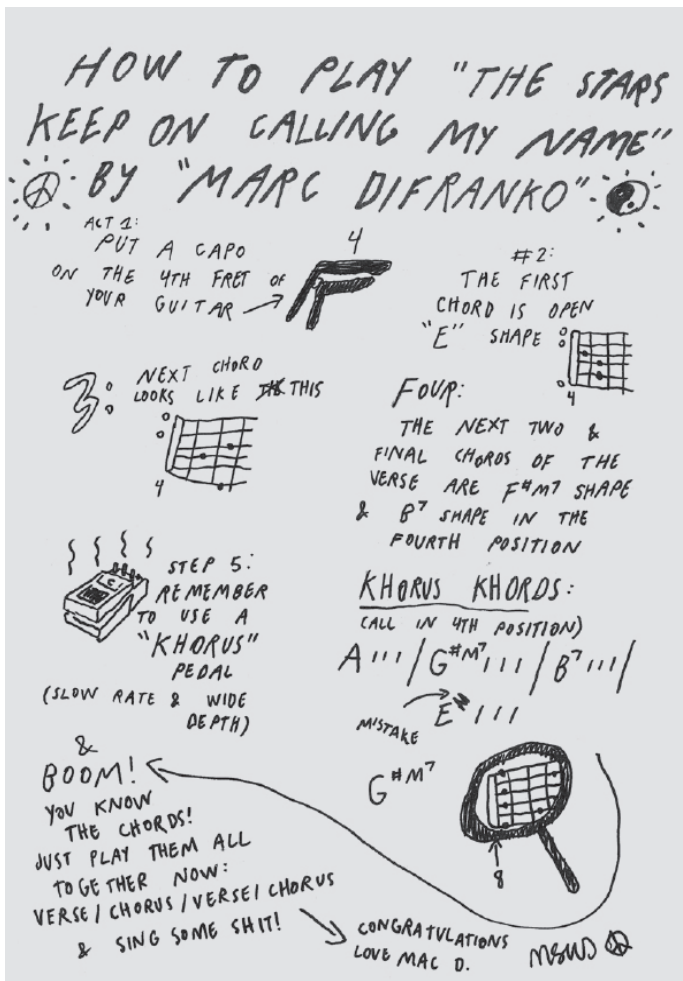 HOW TO PLAY "THE STARS
KEEP ON CALLING MY NAME"
BY "MARC DIFRANKO"
ACT 1:
PUT A CAPO
ON THE 4TH FRET OF
YOUR GUITAR
4
#2:
THE FIRST
CHORD IS OPEN
"E" SHAPE
4
3:
NEXT CHORD
LOOKS LIKE THIS
4
FOUR:
THE NEXT TWO &
FINAL CHORDS OF THE
VERSE ARE F#M7 SHAPE
& B7 SHAPE IN THE
FOURTH POSITION
STEP 5:
REMEMBER
TO USE A
"KHORUS"
PEDAL
(SLOW RATE & WIDE
DEPTH)
KHORUS KHORDS:
(ALL IN 4TH POSITION)
A ' ' ' / G#M7 ' ' ' / B7 ' ' ' /
E ' ' '
MISTAKE
G#M7
8
&
BOOM!
YOU KNOW
THE CHORDS!
JUST PLAY THEM ALL
TOGETHER NOW:
VERSE / CHORUS / VERSE / CHORUS
& SING SOME SHIT!
CONGRATULATIONS
LOVE MAC D.